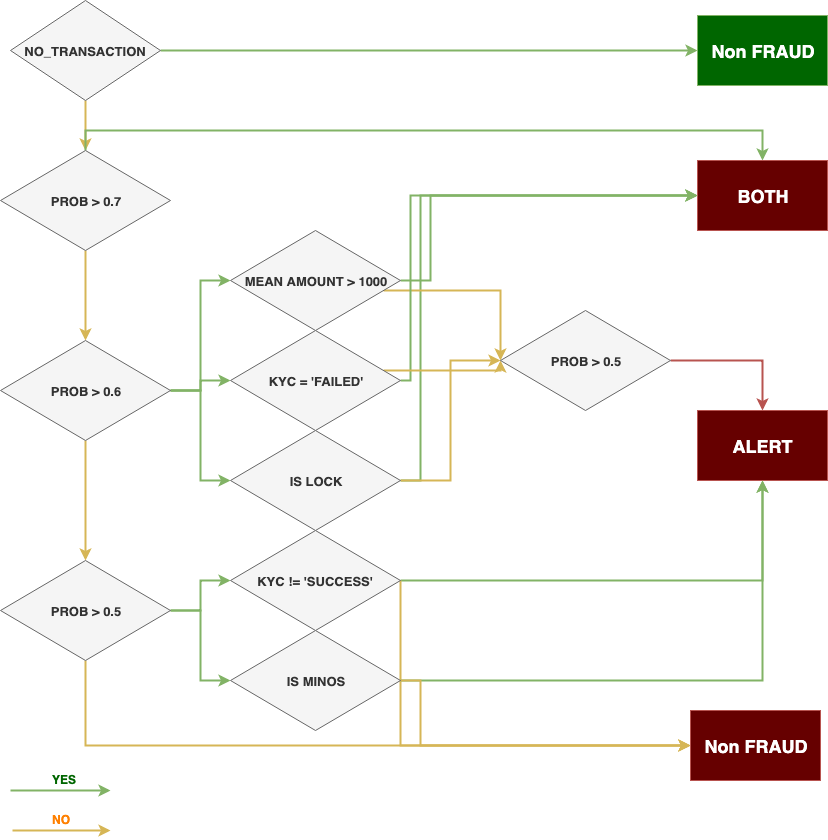 NO_TRANSACTION
Non FRAUD
PROB > 0.7
BOTH
MEAN AMOUNT > 1000
PROB > 0.5
PROB > 0.6
KYC = 'FAILED'
ALERT
IS LOCK
KYC != 'SUCCESS'
PROB > 0.5
IS MINOS
Non FRAUD
YES
NO